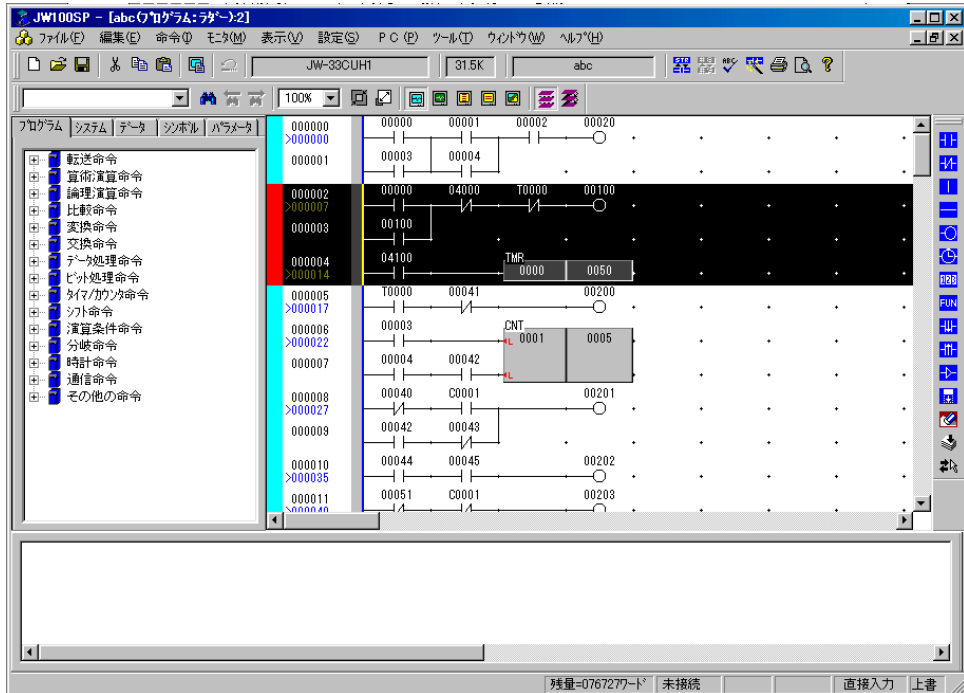 JW100SP - [abc(ﾌﾟﾛｸﾞﾗﾑ:ﾗﾀﾞｰ):2]
ﾌｧｲﾙ(F) 編集(E) 命令(I) ﾓﾆﾀ(M) 表示(V) 設定(S) PC(P) ﾂｰﾙ(T) ｳｨﾝﾄﾞｳ(W) ﾍﾙﾌﾟ(H)
JW-33CUH1 31.5K abc
100%
ﾌﾟﾛｸﾞﾗﾑ ｼｽﾃﾑ ﾃﾞｰﾀ ｼﾝﾎﾞﾙ ﾊﾟﾗﾒｰﾀ
転送命令
算術演算命令
論理演算命令
比較命令
変換命令
交換命令
ﾃﾞｰﾀ処理命令
ﾋﾞｯﾄ処理命令
ﾀｲﾏ/ｶｳﾝﾀ命令
ｼﾌﾄ命令
演算条件命令
分岐命令
時計命令
通信命令
その他の命令
000000 00000 00001 00002 00020
>000000
000001 00003 00004
000002 00000 04000 T0000 00100
>000007
000003 00100
000004 04100 TMR
>000014 0000 0050
000005 T0000 00041 00200
>000017
000006 00003 CNT
>000022 L 0001 0005
000007 00004 00042
L
000008 00040 C0001 00201
>000027
000009 00042 00043
000010 00044 00045 00202
>000035
000011 00051 C0001 00203
>000040
123
FUN
残量=076727ﾜｰﾄﾞ 未接続 直接入力 上書